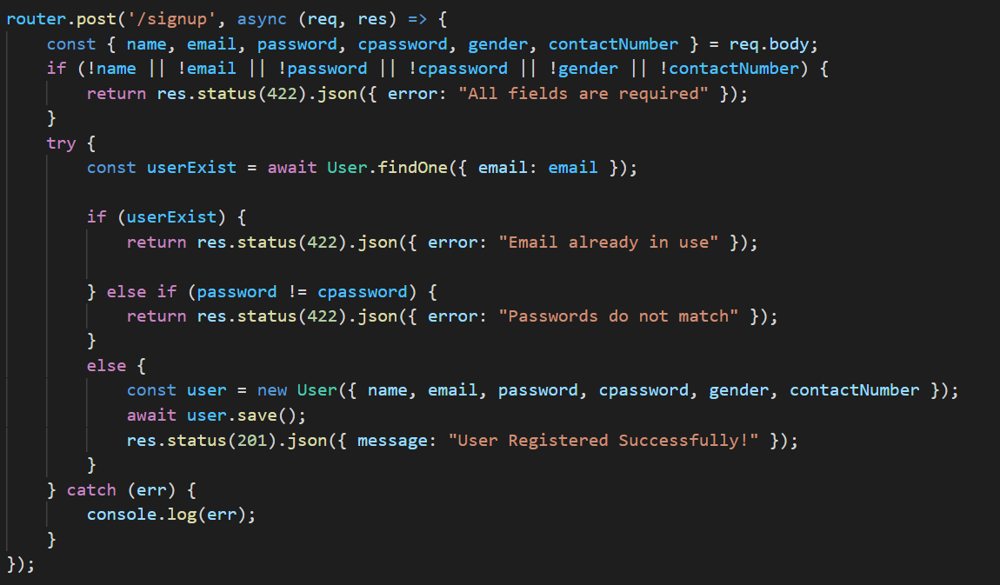 router.post('/signup', async (req, res) => {
    const { name, email, password, cpassword, gender, contactNumber } = req.body;
    if (!name || !email || !password || !cpassword || !gender || !contactNumber) {
        return res.status(422).json({ error: "All fields are required" });
    }
    try {
        const userExist = await User.findOne({ email: email });

        if (userExist) {
            return res.status(422).json({ error: "Email already in use" });

        } else if (password != cpassword) {
            return res.status(422).json({ error: "Passwords do not match" });
        }
        else {
            const user = new User({ name, email, password, cpassword, gender, contactNumber });
            await user.save();
            res.status(201).json({ message: "User Registered Successfully!" });
        }
    } catch (err) {
        console.log(err);
    }
});